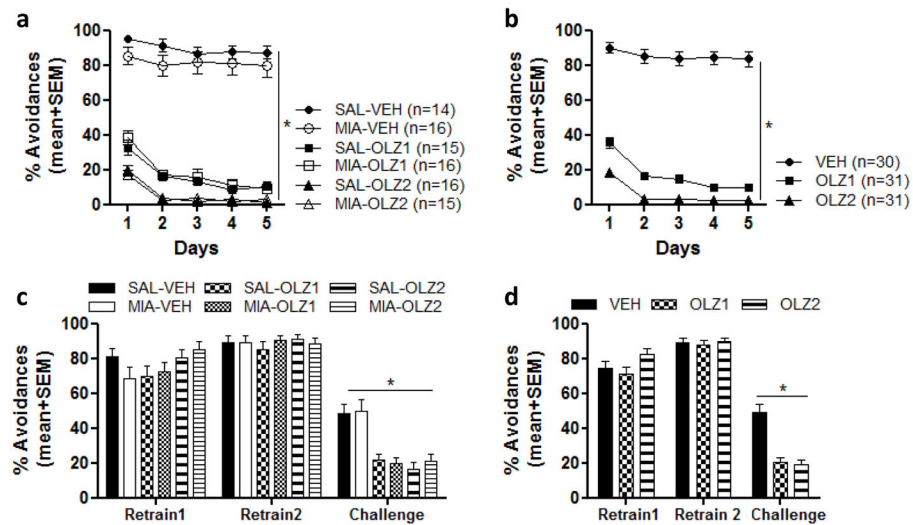 a
% Avoidances
(mean+SEM)
100
80
60
40
20
0
1 2 3 4 5
Days
SAL-VEH (n=14)
MIA-VEH (n=16)
SAL-OLZ1 (n=15)
MIA-OLZ1 (n=16)
SAL-OLZ2 (n=16)
MIA-OLZ2 (n=15)
*
b
% Avoidances
(mean+SEM)
100
80
60
40
20
0
1 2 3 4 5
Days
VEH (n=30)
OLZ1 (n=31)
OLZ2 (n=31)
*
c
SAL-VEH SAL-OLZ1 SAL-OLZ2
MIA-VEH MIA-OLZ1 MIA-OLZ2
% Avoidances
(mean+SEM)
100
80
60
40
20
0
*
Retrain1 Retrain2 Challenge
d
VEH OLZ1 OLZ2
% Avoidances
(mean+SEM)
100
80
60
40
20
0
*
Retrain1 Retrain 2 Challenge